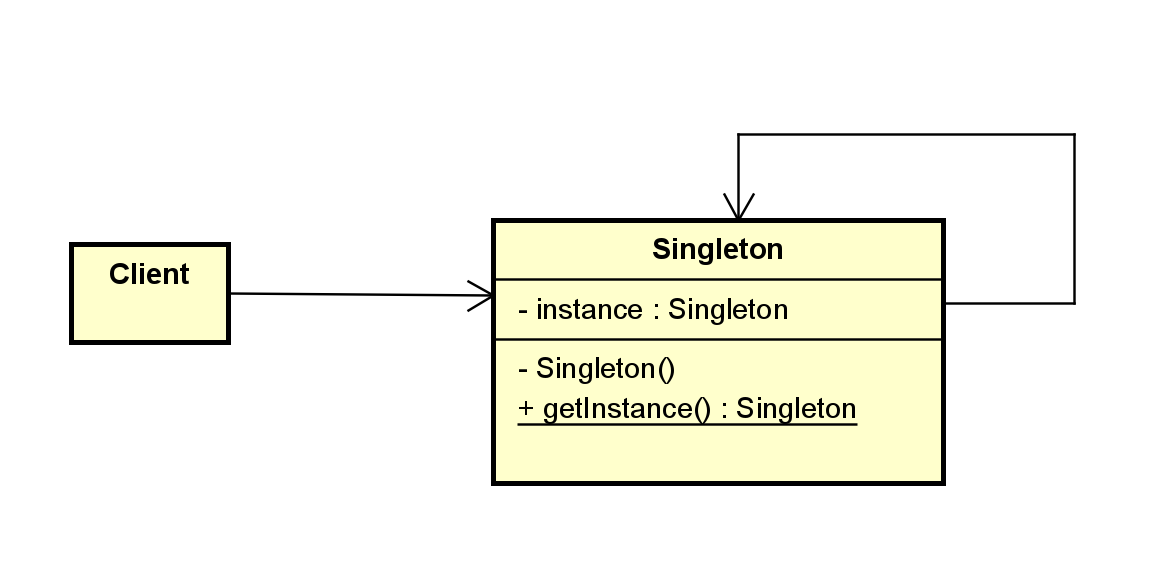 Client
Singleton
- instance : Singleton
- Singleton()
+ getInstance() : Singleton